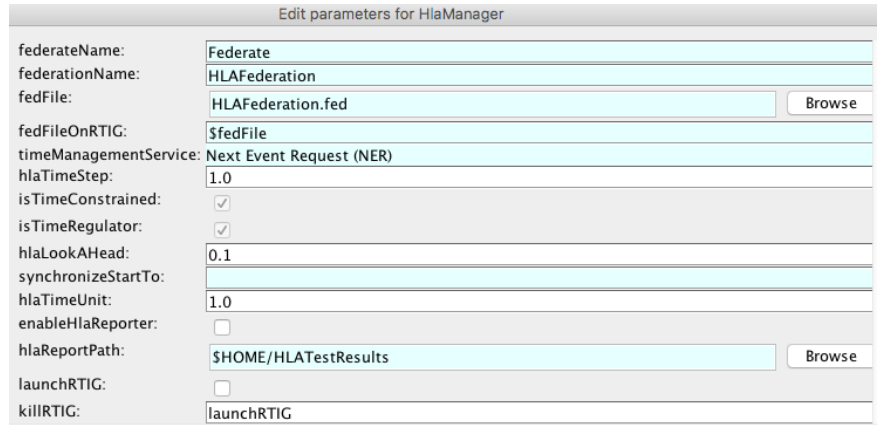 Edit parameters for HlaManager
federateName: Federate
federationName: HLAFederation
fedFile: HLAFederation.fed Browse
fedFileOnRTIG: $fedFile
timeManagementService: Next Event Request (NER)
hlaTimeStep: 1.0
isTimeConstrained:
isTimeRegulator:
hlaLookAHead: 0.1
synchronizeStartTo:
hlaTimeUnit: 1.0
enableHlaReporter:
hlaReportPath: $HOME/HLATestResults Browse
launchRTIG:
killRTIG: launchRTIG